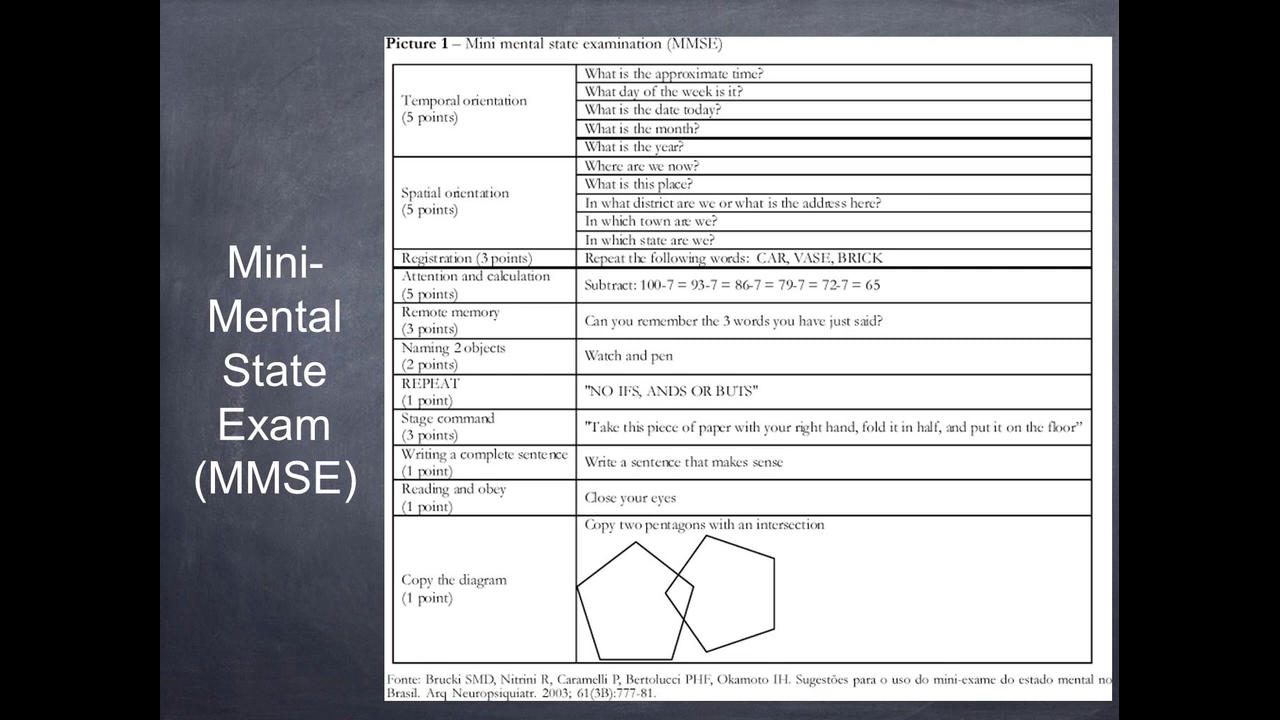 Mini-
Mental
State
Exam
(MMSE)
Picture 1 – Mini mental state examination (MMSE)
Temporal orientation
(5 points)
What is the approximate time?
What day of the week is it?
What is the date today?
What is the month?
What is the year?
Spatial orientation
(5 points)
Where are we now?
What is this place?
In what district are we or what is the address here?
In which town are we?
In which state are we?
Registration (3 points)
Repeat the following words: CAR, VASE, BRICK
Attention and calculation
(5 points)
Subtract: 100-7 = 93-7 = 86-7 = 79-7 = 72-7 = 65
Remote memory
(3 points)
Can you remember the 3 words you have just said?
Naming 2 objects
(2 points)
Watch and pen
REPEAT
(1 point)
"NO IFS, ANDS OR BUTS"
Stage command
(3 points)
"Take this piece of paper with your right hand, fold it in half, and put it on the floor”
Writing a complete sentence
(1 point)
Write a sentence that makes sense
Reading and obey
(1 point)
Close your eyes
Copy the diagram
(1 point)
Copy two pentagons with an intersection
Fonte: Brucki SMD, Nitrini R, Caramelli P, Bertolucci PHF, Okamoto IH. Sugestões para o uso do mini-exame do estado mental no
Brasil. Arq Neuropsiquiatr. 2003; 61(3B):777-81.